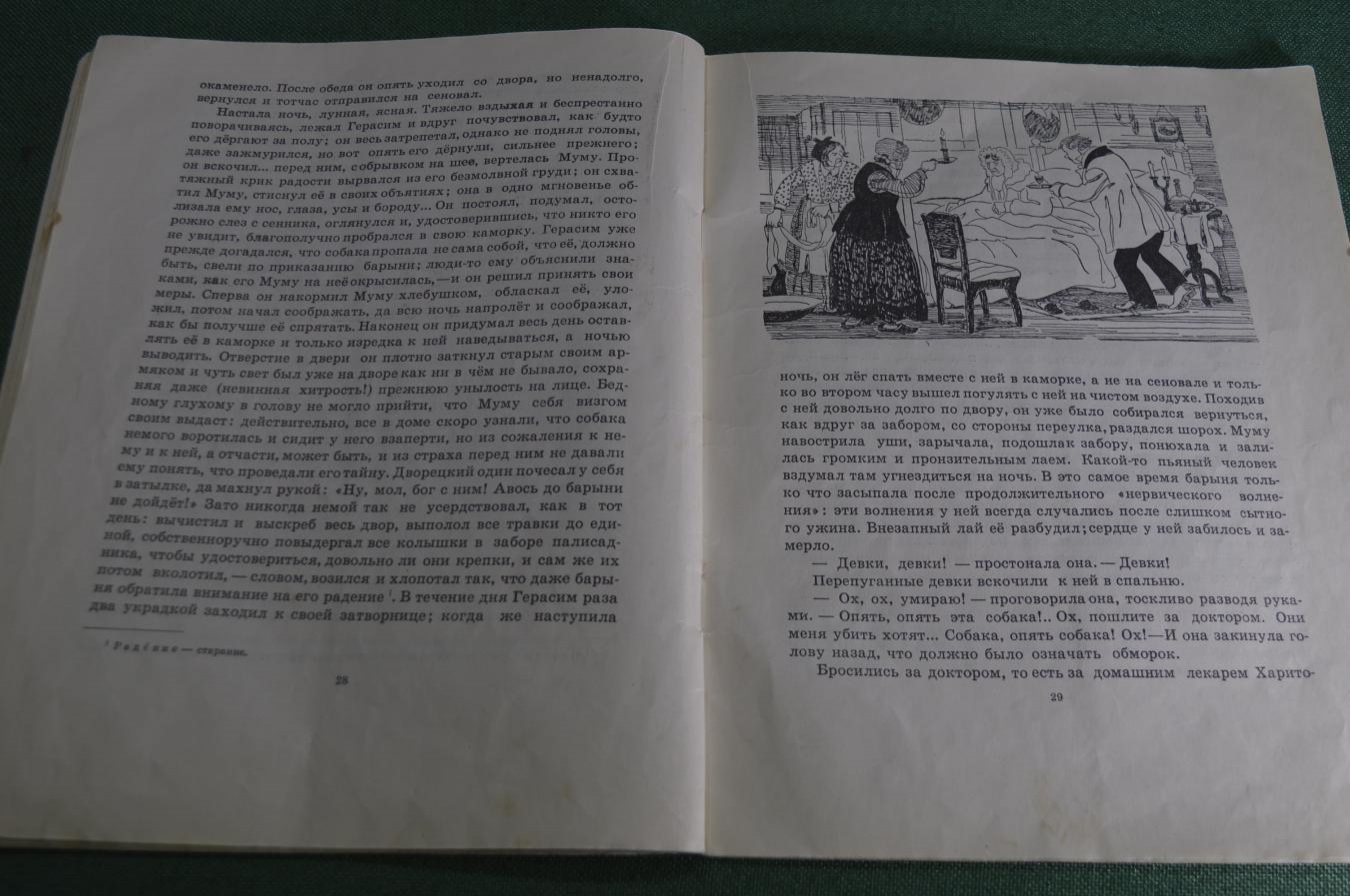 окаменело. После обеда он опять уходил со двора, но ненадолго,
вернулся и тотчас отправился на сеновал.
Настала ночь, лунная, ясная. Тяжело вздыхая и беспрестанно
поворачиваясь, лежал Герасим и вдруг почувствовал, как будто
его дёргают за полу; он весь затрепетал, однако не поднял головы,
даже зажмурился, но вот опять его дёрнули, сильнее прежнего;
он вскочил... перед ним, с обрывком на шее, вертелась Муму. Про-
тяжный крик радости вырвался из его безмолвной груди; он схва-
тил Муму, стиснул её в своих объятиях; она в одно мгновенье об-
лизала ему нос, глаза, усы и бороду... Он постоял, подумал, осто-
рожно слез с сенника, оглянулся и, удостоверившись, что никто его
не увидит, благополучно пробрался в свою каморку. Герасим уже
прежде догадался, что собака пропала не сама собой, что её, должно
быть, свели по приказанию барыни; люди-то ему объяснили зна-
ками, как его Муму на неё окрысилась,—и он решил принять свои
меры. Сперва он накормил Муму хлебушком, обласкал её, уло-
жил, потом начал соображать, да всю ночь напролёт и соображал,
как бы получше её спрятать. Наконец он придумал весь день остав-
лять её в каморке и только изредка к ней наведываться, а ночью
выводить. Отверстие в двери он плотно заткнул старым своим ар-
мяком и чуть свет был уже на дворе как ни в чём не бывало, сохра-
няя даже (невинная хитрость!) прежнюю унылость на лице. Бед-
ному глухому в голову не могло прийти, что Муму себя визгом
своим выдаст: действительно, все в доме скоро узнали, что собака
немого воротилась и сидит у него взаперти, но из сожаления к не-
му и к ней, а отчасти, может быть, и из страха перед ним не давали
ему понять, что проведали его тайну. Дворецкий один почесал у себя
в затылке, да махнул рукой: «Ну, мол, бог с ним! Авось до барыни
не дойдёт!» Зато никогда немой так не усердствовал, как в тот
день: вычистил и выскреб весь двор, выполол все травки до еди-
ной, собственноручно повыдергал все колышки в заборе палисад-
ника, чтобы удостовериться, довольно ли они крепки, и сам же их
потом вколотил, — словом, возился и хлопотал так, что даже бары-
ня обратила внимание на его радение ¹. В течение дня Герасим раза
два украдкой заходил к своей затворнице; когда же наступила
¹ Радение — старание.
28
ночь, он лёг спать вместе с ней в каморке, а не на сеновале и толь-
ко во втором часу вышел погулять с ней на чистом воздухе. Походив
с ней довольно долго по двору, он уже было собирался вернуться,
как вдруг за забором, со стороны переулка, раздался шорох. Муму
навострила уши, зарычала, подошла к забору, понюхала и зали-
лась громким и пронзительным лаем. Какой-то пьяный человек
вздумал там угнездиться на ночь. В это самое время барыня толь-
ко что засыпала после продолжительного «нервического волне-
ния»: эти волнения у ней всегда случались после слишком сытно-
го ужина. Внезапный лай её разбудил; сердце у ней забилось и за-
мерло.
— Девки, девки! — простонала она. — Девки!
Перепуганные девки вскочили к ней в спальню.
— Ох, ох, умираю! — проговорила она, тоскливо разводя рука-
ми. — Опять, опять эта собака!.. Ох, пошлите за доктором. Они
меня убить хотят... Собака, опять собака! Ох!—И она закинула го-
лову назад, что должно было означать обморок.
Бросились за доктором, то есть за домашним лекарем Харито-
29